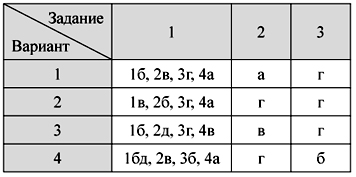 Задание
Вариант
1 2 3
1 1б, 2в, 3г, 4а а г
2 1в, 2б, 3г, 4а г г
3 1б, 2д, 3г, 4в в г
4 1бд, 2в, 3б, 4а г б